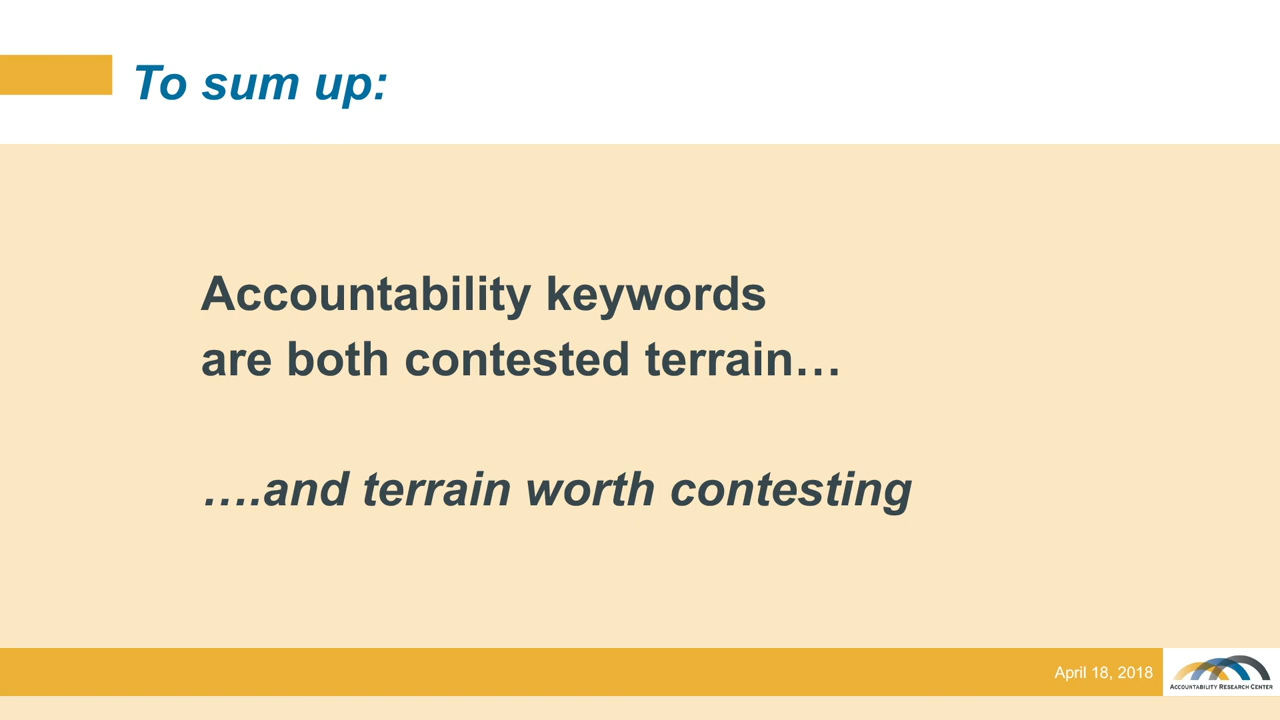 To sum up:
Accountability keywords
are both contested terrain…
….and terrain worth contesting
April 18, 2018
Accountability Research Center